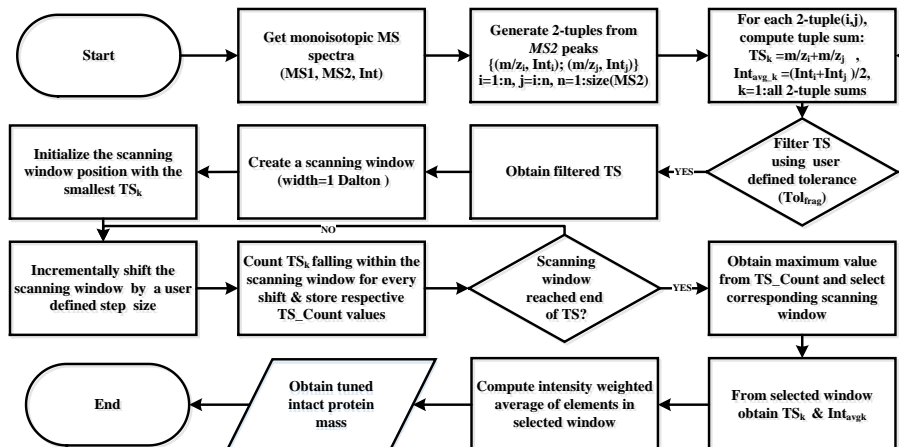 Start
Get monoisotopic MS
spectra
(MS1, MS2, Int)
Generate 2-tuples from
MS2 peaks
{(m/zi, Inti); (m/zj, Intj)}
i=1:n, j=i:n, n=1:size(MS2)
For each 2-tuple(i,j),
compute tuple sum:
TSk =m/zi+m/zj ,
Intavg_k =(Inti+Intj )/2,
k=1:all 2-tuple sums
Filter TS
using user
defined tolerance
(Tolfrag)
YES
Obtain filtered TS
Create a scanning window
(width=1 Dalton )
Initialize the scanning
window position with the
smallest TSk
NO
Incrementally shift the
scanning window by a user
defined step size
Count TSk falling within the
scanning window for every
shift & store respective
TS_Count values
Scanning
window
reached end
of TS?
YES
Obtain maximum value
from TS_Count and select
corresponding scanning
window
From selected window
obtain TSk & Intavgk
Compute intensity weighted
average of elements in
selected window
Obtain tuned
intact protein
mass
End